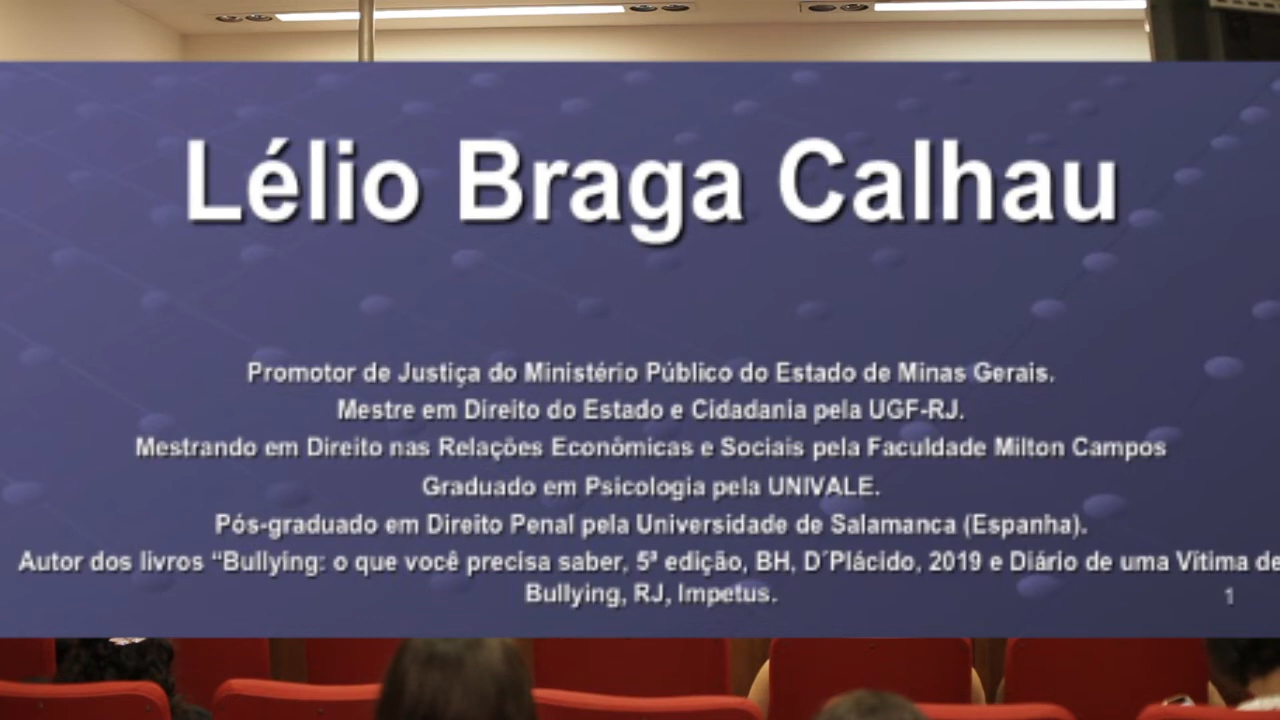 Lélio Braga Calhau
Promotor de Justiça do Ministério Público do Estado de Minas Gerais.
Mestre em Direito do Estado e Cidadania pela UGF-RJ.
Mestrando em Direito nas Relações Econômicas e Sociais pela Faculdade Milton Campos
Graduado em Psicologia pela UNIVALE.
Pós-graduado em Direito Penal pela Universidade de Salamanca (Espanha).
Autor dos livros “Bullying: o que você precisa saber, 5ª edição, BH, D´Plácido, 2019 e Diário de uma Vítima de
Bullying, RJ, Impetus.
1